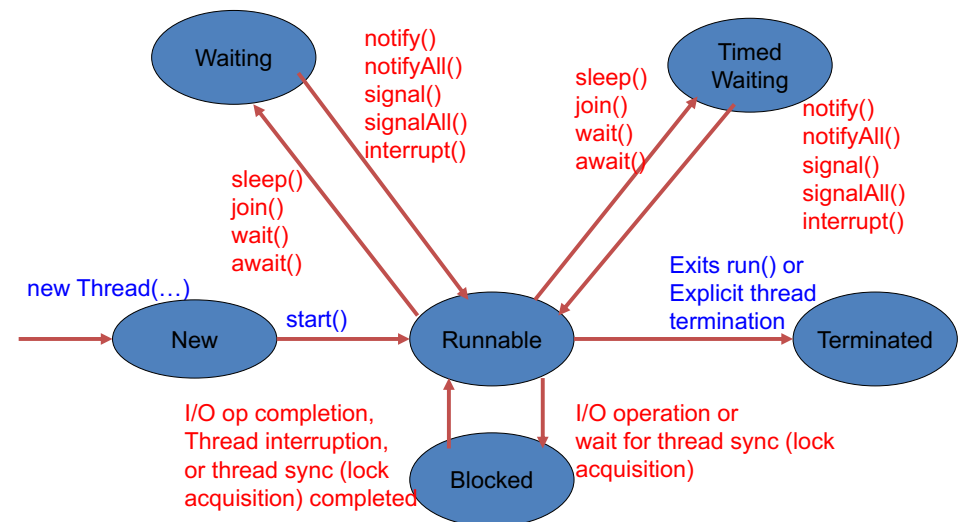 Waiting
notify()
notifyAll()
signal()
signalAll()
interrupt()
sleep()
join()
wait()
await()
Timed
Waiting
sleep()
join()
wait()
await()
notify()
notifyAll()
signal()
signalAll()
interrupt()
new Thread(…)
New
start()
Runnable
Exits run() or
Explicit thread
termination
Terminated
I/O op completion,
Thread interruption,
or thread sync (lock
acquisition) completed
Blocked
I/O operation or
wait for thread sync (lock
acquisition)